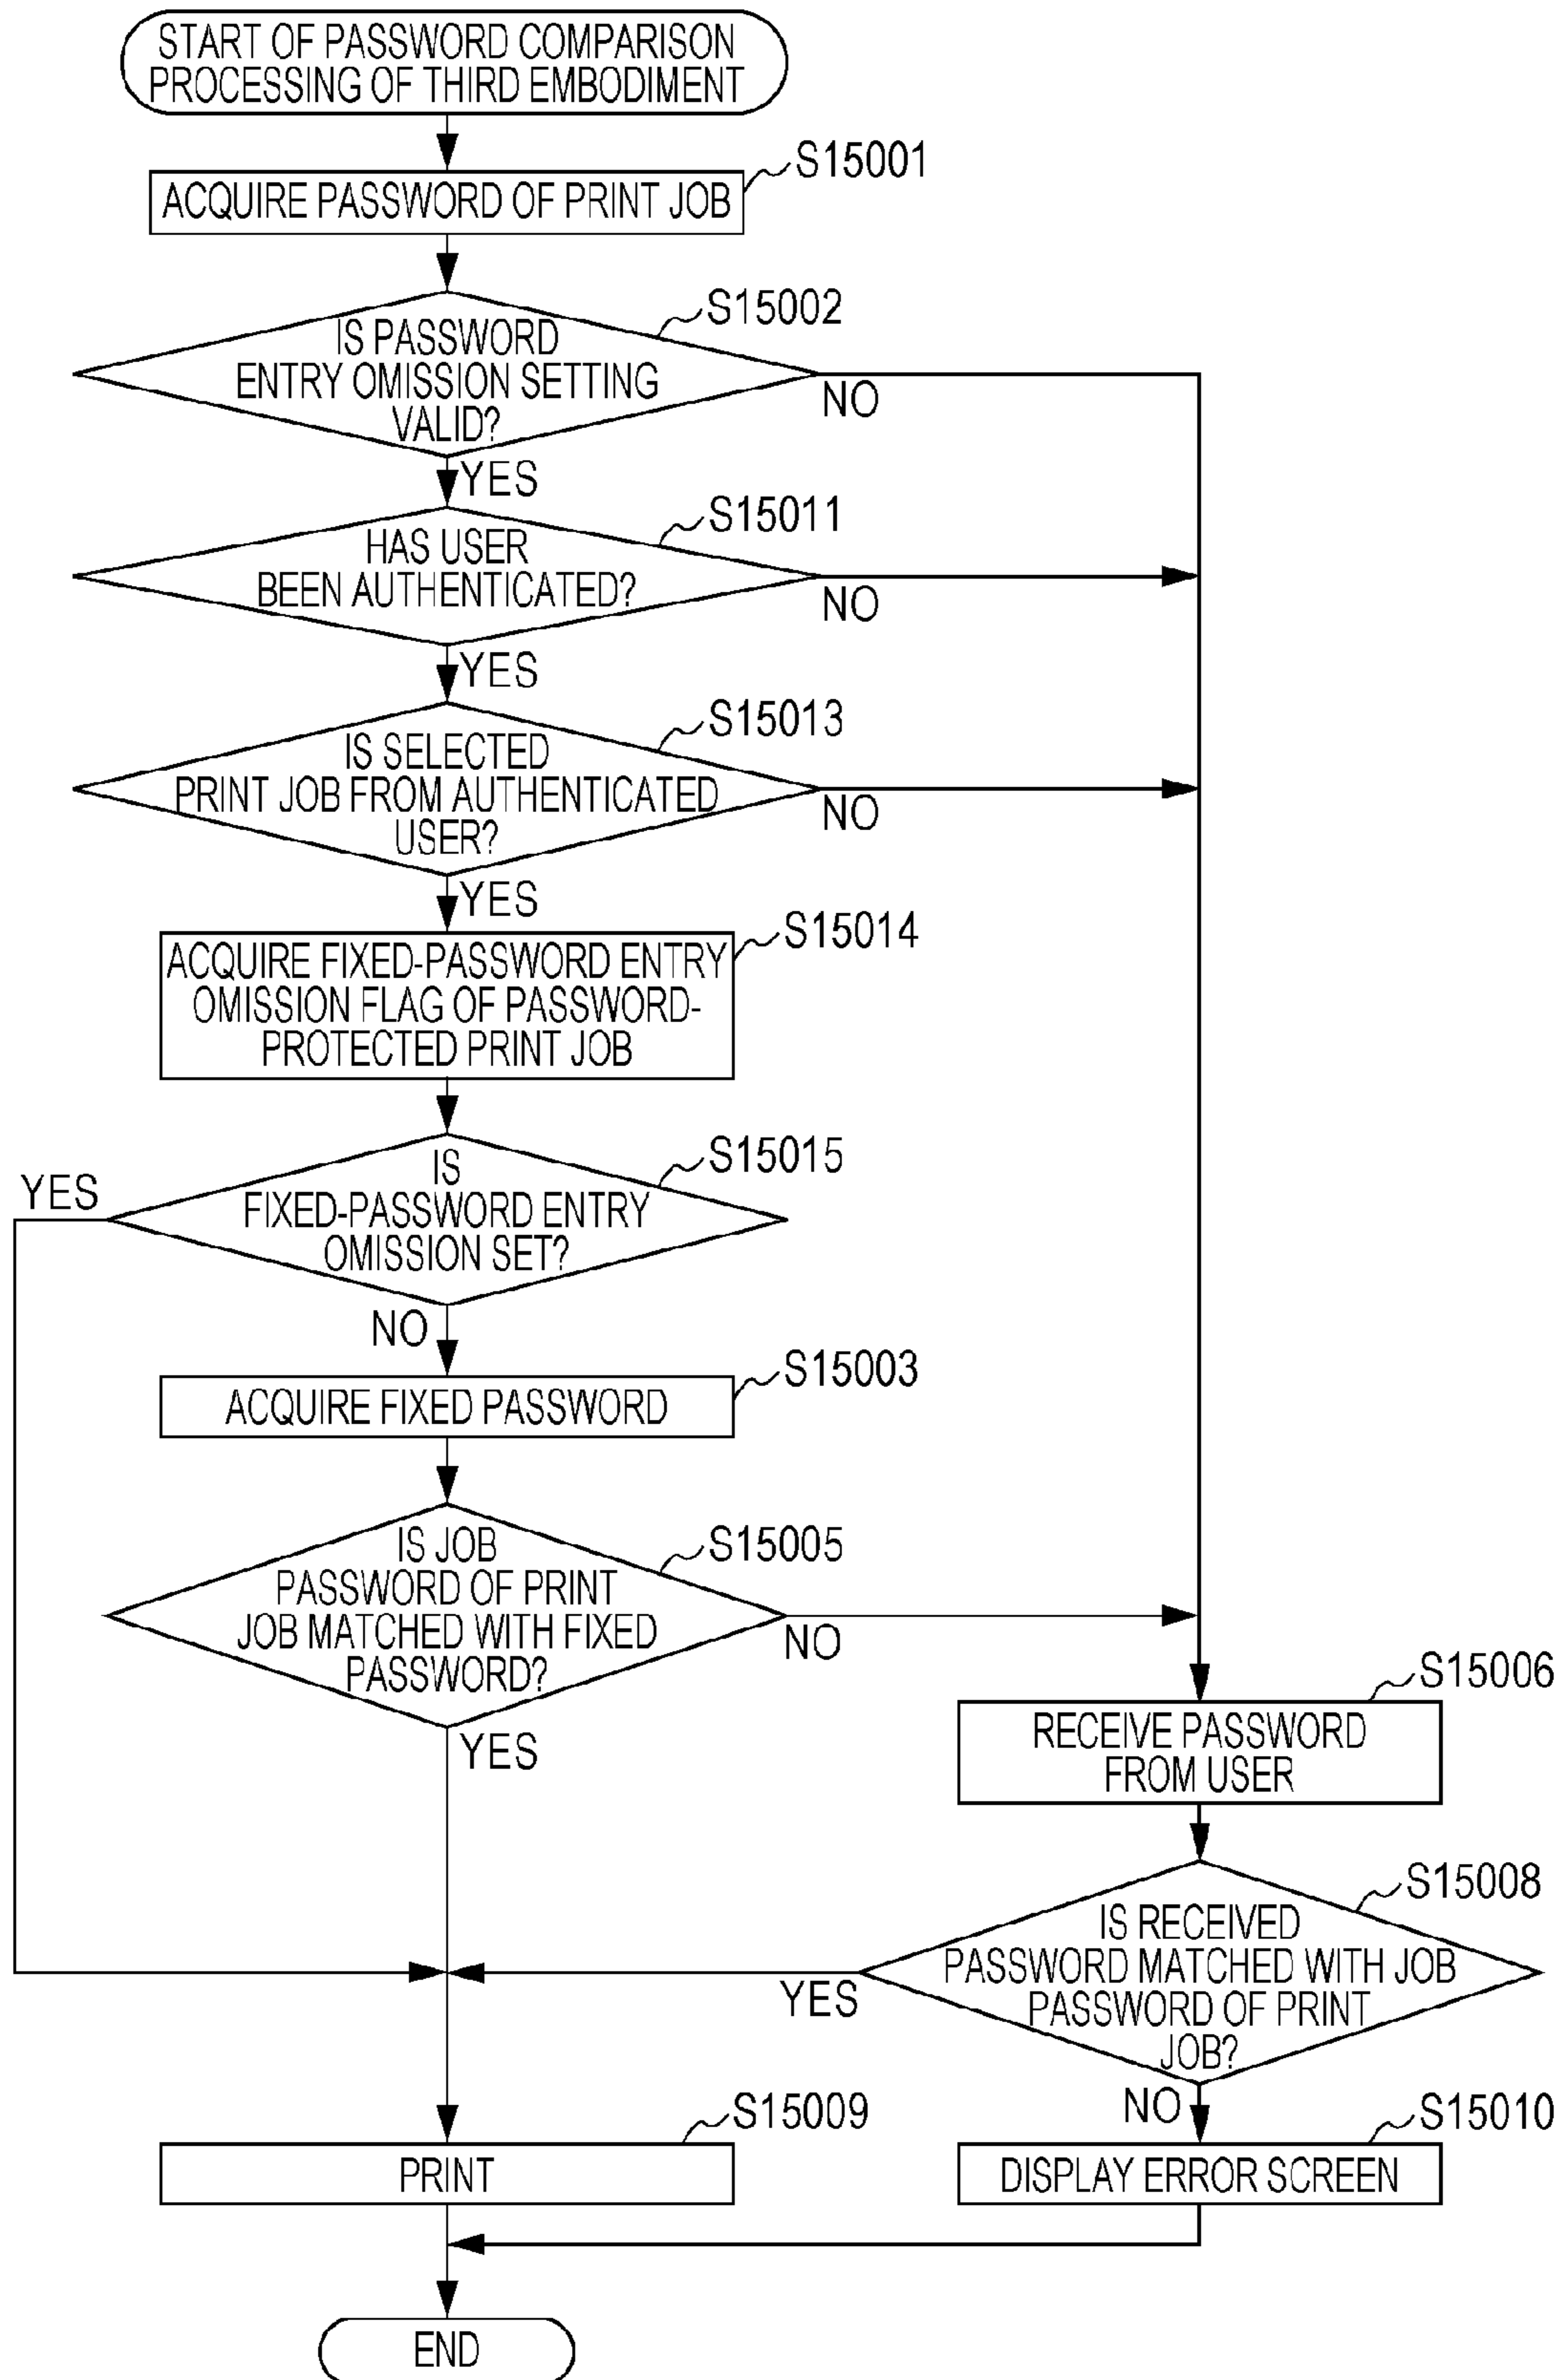 START OF PASSWORD COMPARISON
PROCESSING OF THIRD EMBODIMENT
S15001
ACQUIRE PASSWORD OF PRINT JOB
S15002
IS PASSWORD
ENTRY OMISSION SETTING
VALID?
NO
YES
S15011
HAS USER
BEEN AUTHENTICATED?
NO
YES
S15013
IS SELECTED
PRINT JOB FROM AUTHENTICATED
USER?
NO
YES
S15014
ACQUIRE FIXED-PASSWORD ENTRY
OMISSION FLAG OF PASSWORD-
PROTECTED PRINT JOB
S15015
IS
FIXED-PASSWORD ENTRY
OMISSION SET?
YES
NO
S15003
ACQUIRE FIXED PASSWORD
S15005
IS JOB
PASSWORD OF PRINT
JOB MATCHED WITH FIXED
PASSWORD?
NO
YES
S15006
RECEIVE PASSWORD
FROM USER
S15008
IS RECEIVED
PASSWORD MATCHED WITH JOB
PASSWORD OF PRINT
JOB?
YES
NO
S15009
PRINT
S15010
DISPLAY ERROR SCREEN
END